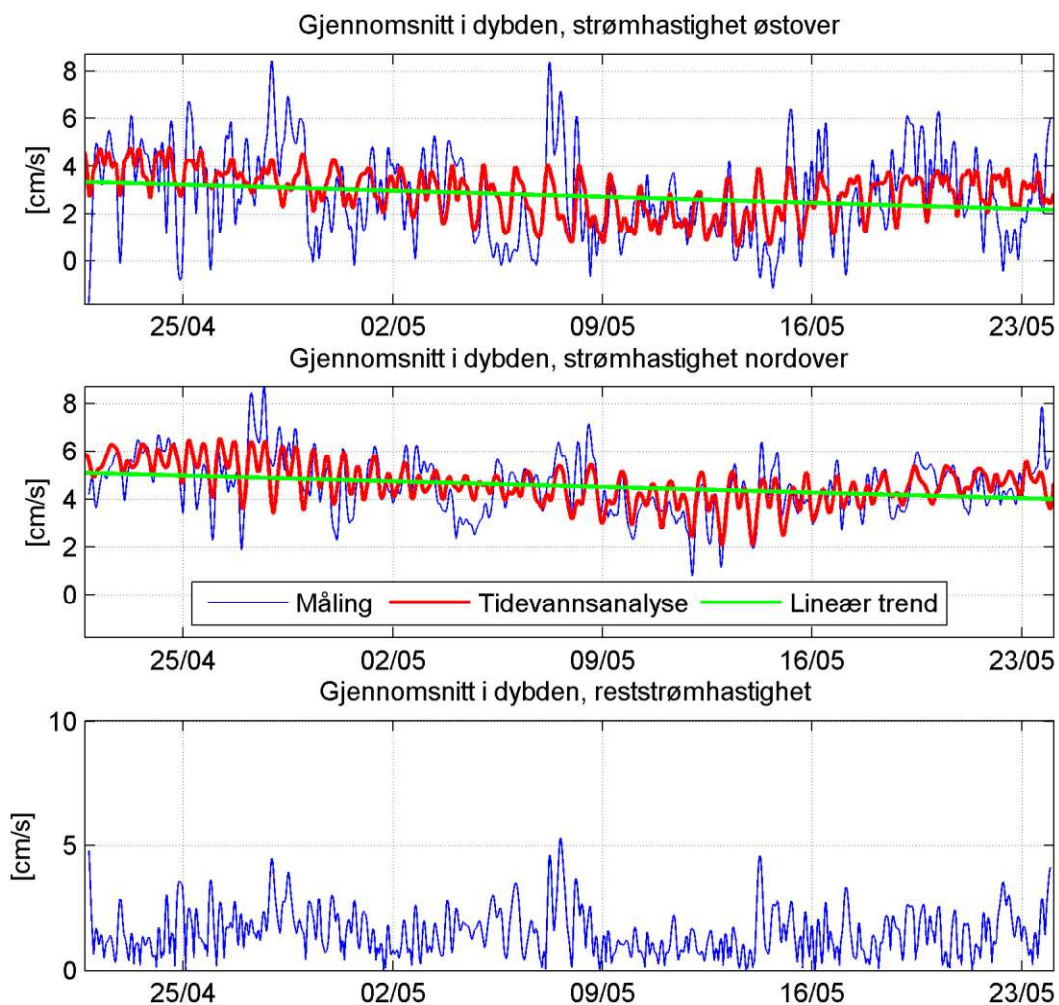 Gjennomsnitt i dybden, strømhastighet østover
8
6
4
2
0
[cm/s]
25/04 02/05 09/05 16/05 23/05
Gjennomsnitt i dybden, strømhastighet nordover
8
6
4
2
0
[cm/s]
Måling Tidevannsanalyse Lineær trend
25/04 02/05 09/05 16/05 23/05
Gjennomsnitt i dybden, reststrømhastighet
10
5
0
[cm/s]
25/04 02/05 09/05 16/05 23/05